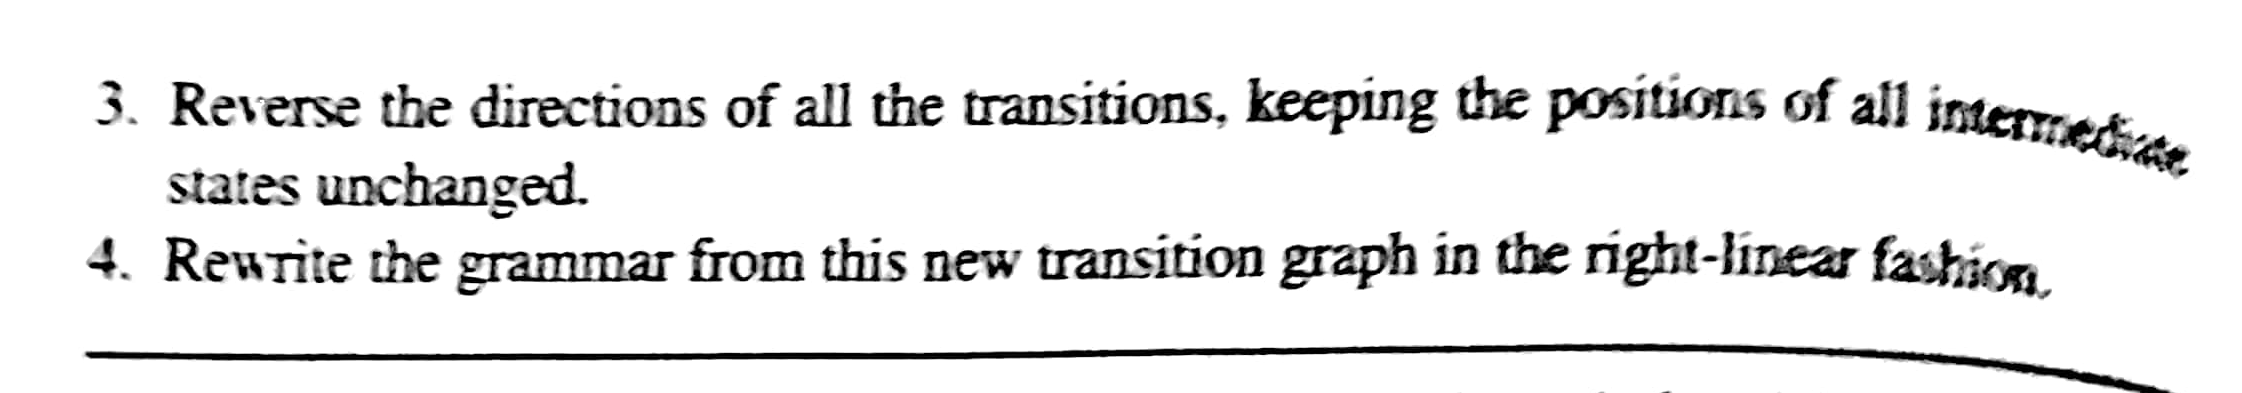 3. Reverse the directions of all the transitions, keeping the positions of all intermediate
states unchanged.
4. Rewrite the grammar from this new transition graph in the right-linear fashion.